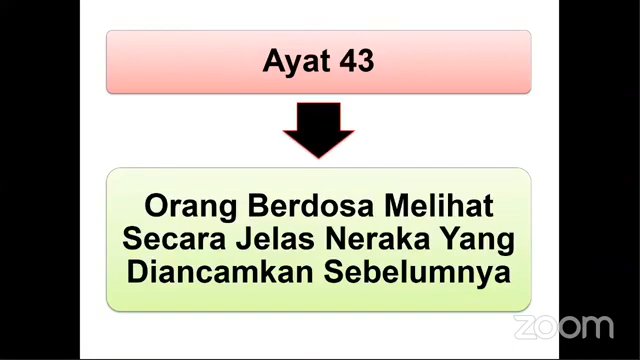 Ayat 43
Orang Berdosa Melihat
Secara Jelas Neraka Yang
Diancamkan Sebelumnya
zoom